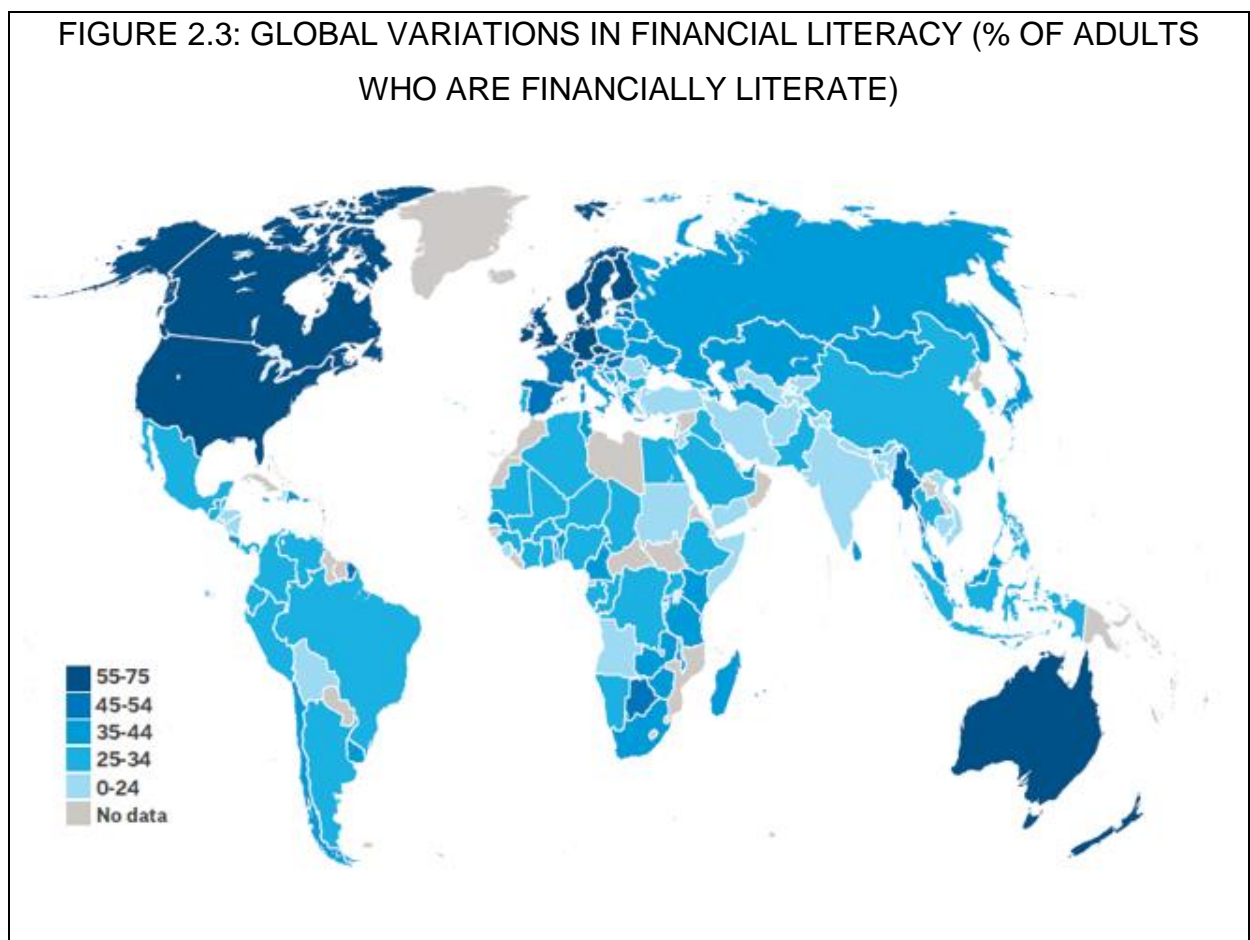 FIGURE 2.3: GLOBAL VARIATIONS IN FINANCIAL LITERACY (% OF ADULTS
WHO ARE FINANCIALLY LITERATE)
55-75
45-54
35-44
25-34
0-24
No data